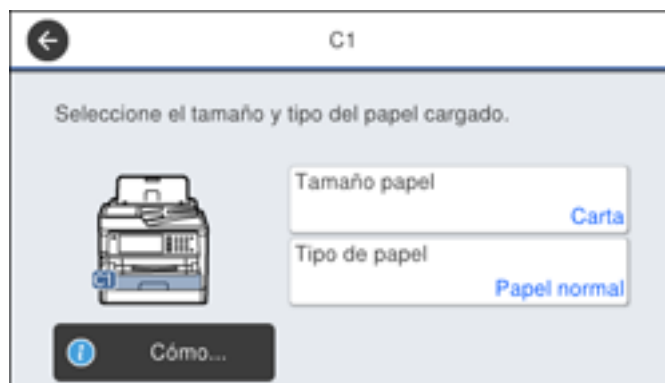 C1
Seleccione el tamaño y tipo del papel cargado.
Tamaño papel
Carta
C1
Tipo de papel
Papel normal
Cómo...